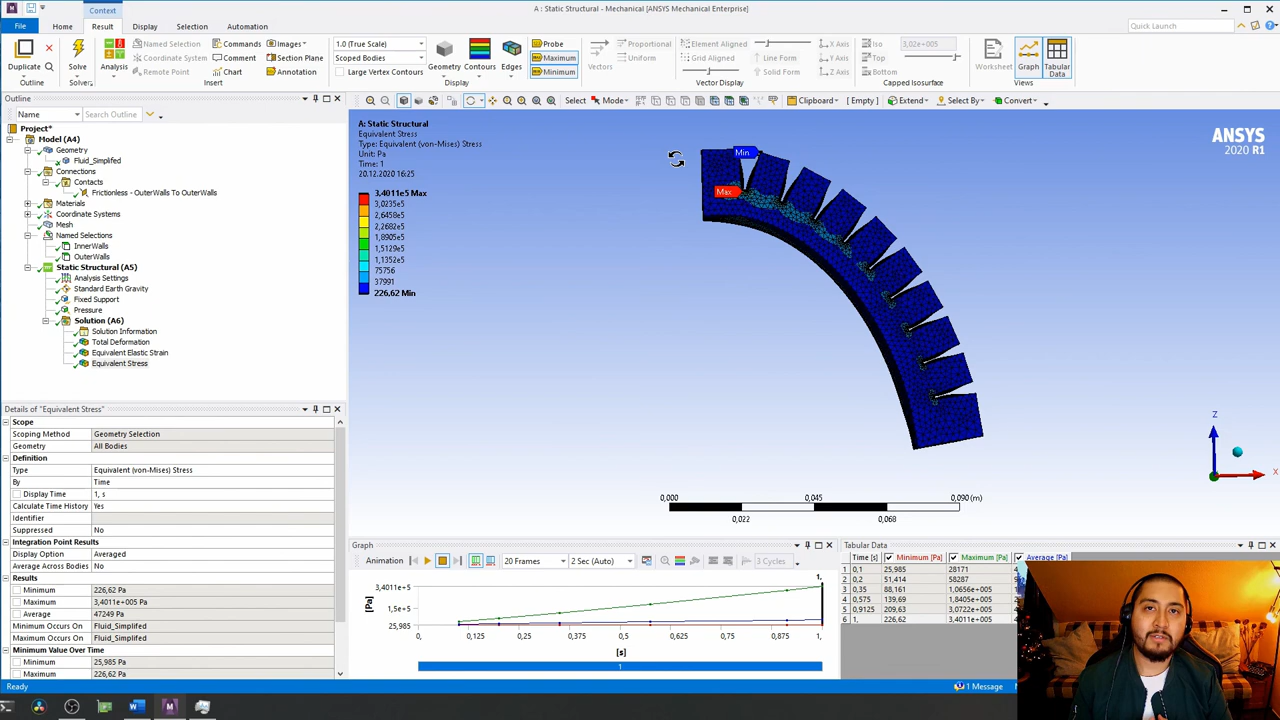 A : Static Structural - Mechanical [ANSYS Mechanical Enterprise]
Context
File Home Result Display Selection Automation
Quick Launch
Duplicate
Outline
Solve
Solver
Analysis
Named Selection
Coordinate System
Remote Point
Commands
Comment
Chart
Images
Section Plane
Annotation
Insert
1.0 (True Scale)
Scoped Bodies
Large Vertex Contours
Geometry
Contours
Edges
Display
Probe
Maximum
Minimum
Vectors
Proportional
Uniform
Element Aligned
Grid Aligned
Line Form
Solid Form
Vector Display
X Axis
Y Axis
Z Axis
Iso
Top
Bottom
3,02e+005
Capped Isosurface
Worksheet
Graph
Tabular Data
Views
Select Mode Clipboard [ Empty ] Extend Select By Convert
Outline
Name Search Outline
Project*
Model (A4)
Geometry
Fluid_Simplifed
Connections
Contacts
Frictionless - OuterWalls To OuterWalls
Materials
Coordinate Systems
Mesh
Named Selections
InnerWalls
OuterWalls
Static Structural (A5)
Analysis Settings
Standard Earth Gravity
Fixed Support
Pressure
Solution (A6)
Solution Information
Total Deformation
Equivalent Elastic Strain
Equivalent Stress
Details of "Equivalent Stress"
Scope
Scoping Method Geometry Selection
Geometry All Bodies
Definition
Type Equivalent (von-Mises) Stress
By Time
Display Time 1, s
Calculate Time History Yes
Identifier
Suppressed No
Integration Point Results
Display Option Averaged
Average Across Bodies No
Results
Minimum 226,62 Pa
Maximum 3,4011e+005 Pa
Average 47249 Pa
Minimum Occurs On Fluid_Simplifed
Maximum Occurs On Fluid_Simplifed
Minimum Value Over Time
Minimum 25,985 Pa
Maximum 226,62 Pa
A: Static Structural
Equivalent Stress
Type: Equivalent (von-Mises) Stress
Unit: Pa
Time: 1
20.12.2020 16:25
3,4011e5 Max
3,0235e5
2,6458e5
2,2682e5
1,8905e5
1,5129e5
1,1352e5
75756
37991
226,62 Min
Min
Max
ANSYS
2020 R1
Z
X
0,000 0,045 0,090 (m)
0,022 0,068
Graph
Animation 20 Frames 2 Sec (Auto) 3 Cycles
1,
3,4011e+5
1,5e+5
25,985
[Pa]
0, 0,125 0,25 0,375 0,5 0,625 0,75 0,875 1,
[s]
1
Tabular Data
Time [s] Minimum [Pa] Maximum [Pa] Average [Pa]
1 0,1 25,985 28171
2 0,2 51,414 58287
3 0,35 88,161 1,0656e+005
4 0,575 139,69 1,8405e+005
5 0,9125 209,63 3,0722e+005
6 1, 226,62 3,4011e+005
Ready
1 Message